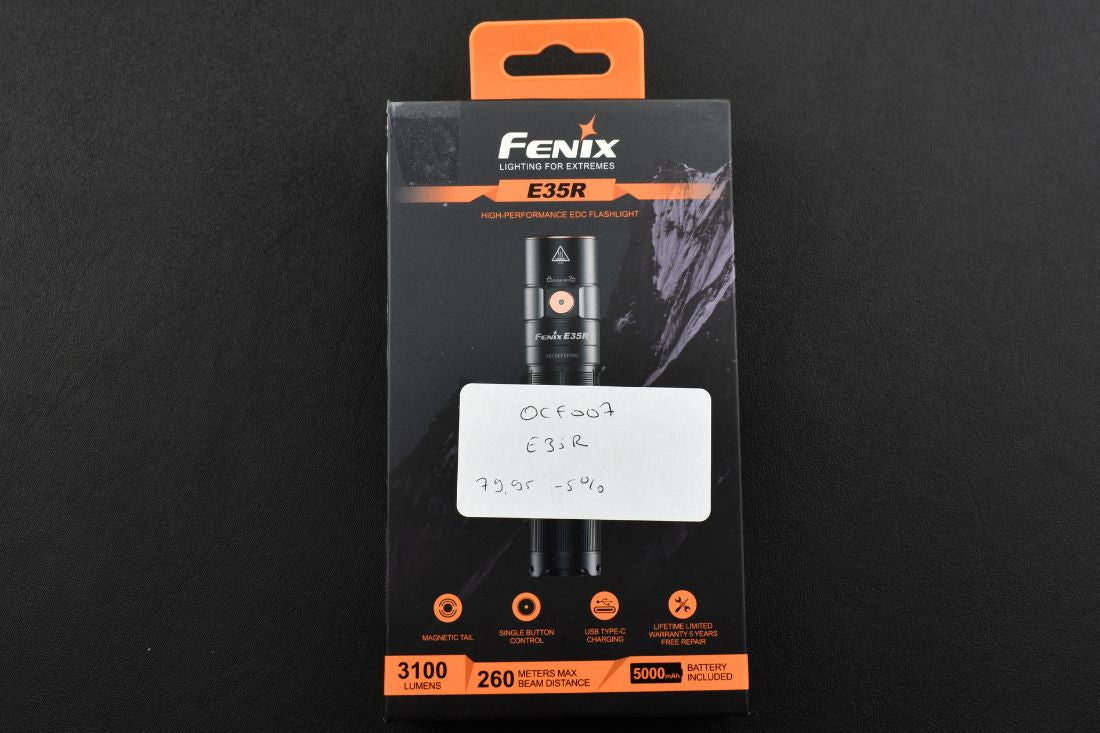 FENIX
LIGHTING FOR EXTREMES
E35R
HIGH-PERFORMANCE EDC FLASHLIGHT
FENIX E35R
OCF007
E35R
79.95 -5%
MAGNETIC TAIL
SINGLE BUTTON
CONTROL
USB TYPE-C
CHARGING
LIFETIME LIMITED
WARRANTY 5 YEARS
FREE REPAIR
3100
LUMENS
260 METERS MAX
BEAM DISTANCE
5000mAh BATTERY
INCLUDED